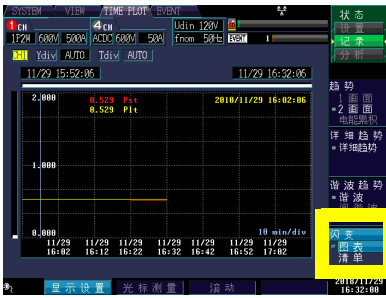 SYSTEM VIEW TIME PLOT EVENT
1CH 4CH Udin 120V
1P2W 600V 500A ACDC 600V 50A fnom 50Hz EVENT 1
CH1 Ydiv AUTO Tdiv AUTO
11/29 15:52:06 11/29 16:32:06
2.000 0.529 Pst 2010/11/29 16:02:06
0.529 Plt
1.000
0.000 10 min/div
11/29 11/29 11/29 11/29 11/29 11/29 11/29
16:02 16:12 16:22 16:32 16:42 16:52 17:02
显示设置 光标测量 滚动
状态
设置
记录
分析
趋势
1画面
2画面
电能累积
详细趋势
详细趋势
谐波趋势
谐波
间谐波
闪变
图表
清单
2010/11/29
16:32:08